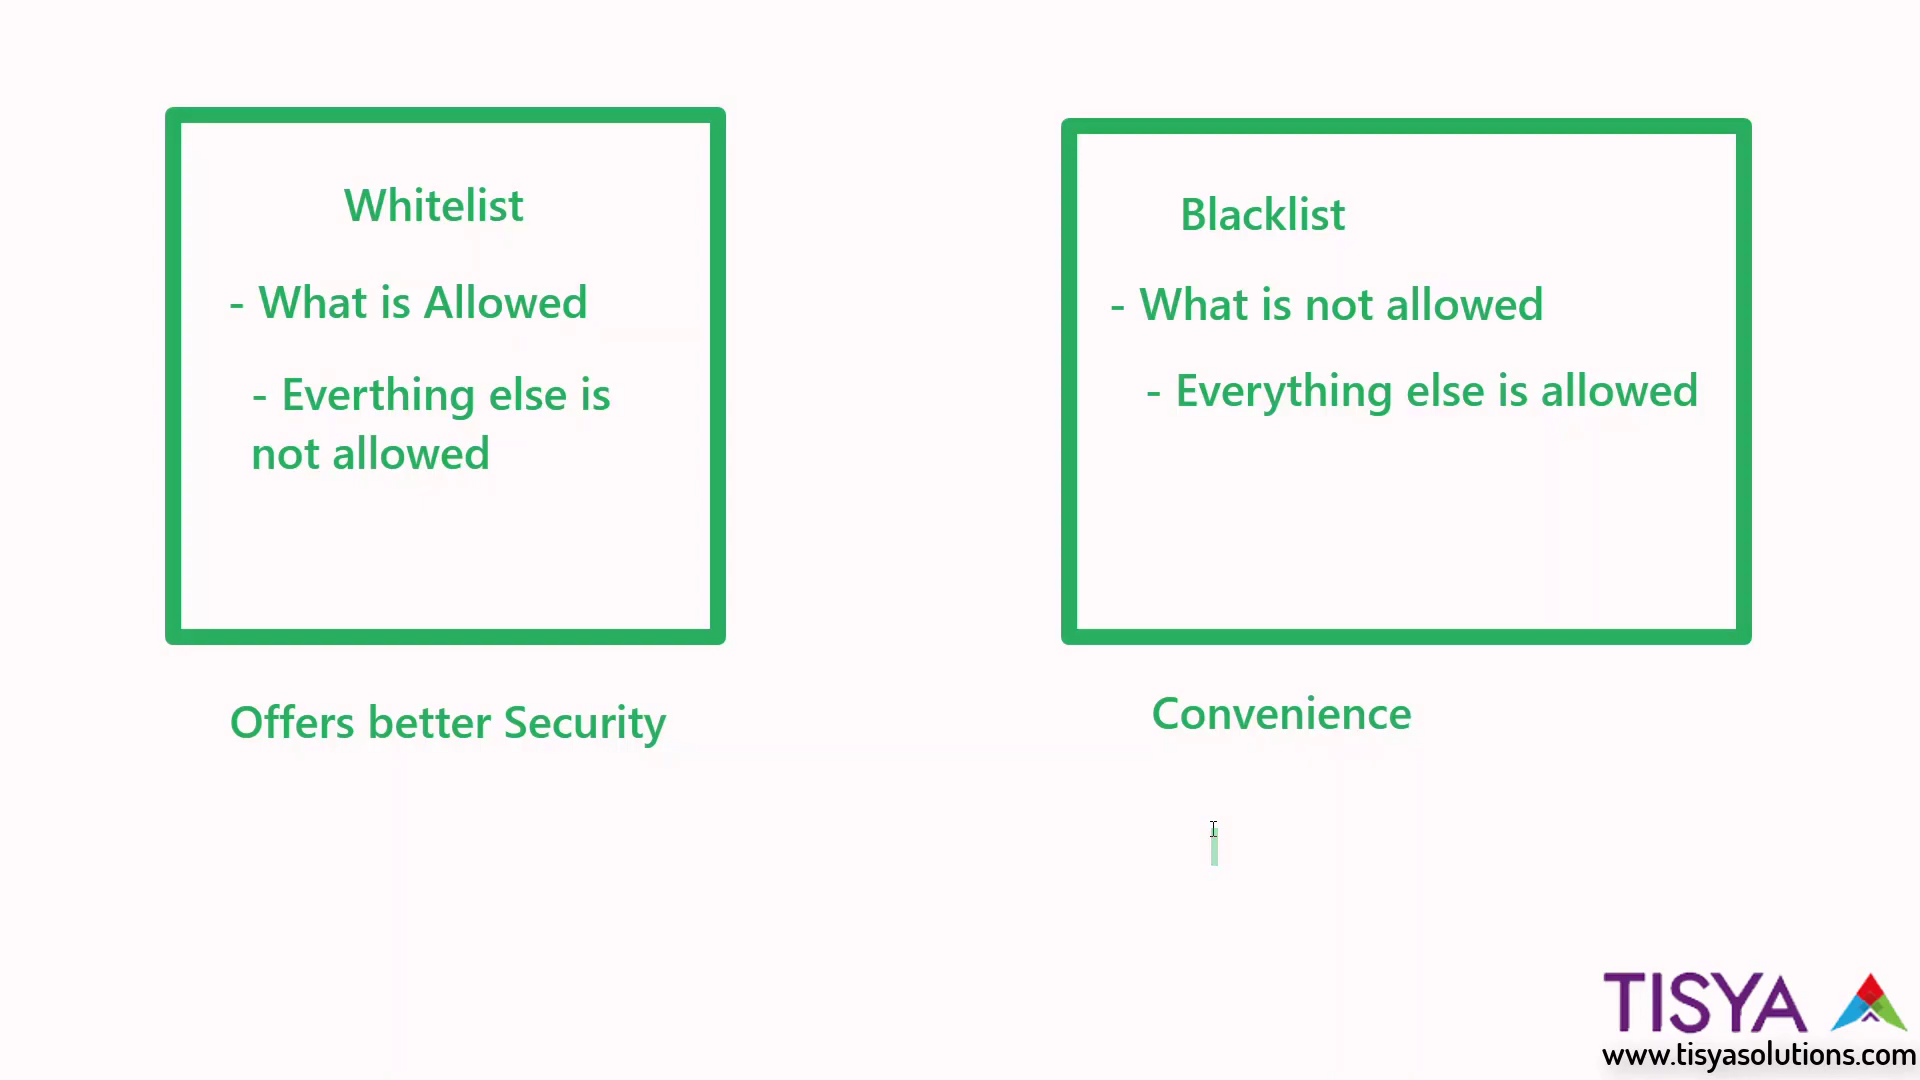 Whitelist
- What is Allowed
- Everthing else is
not allowed
Offers better Security
Blacklist
- What is not allowed
- Everything else is allowed
Convenience
TISYA
www.tisyasolutions.com